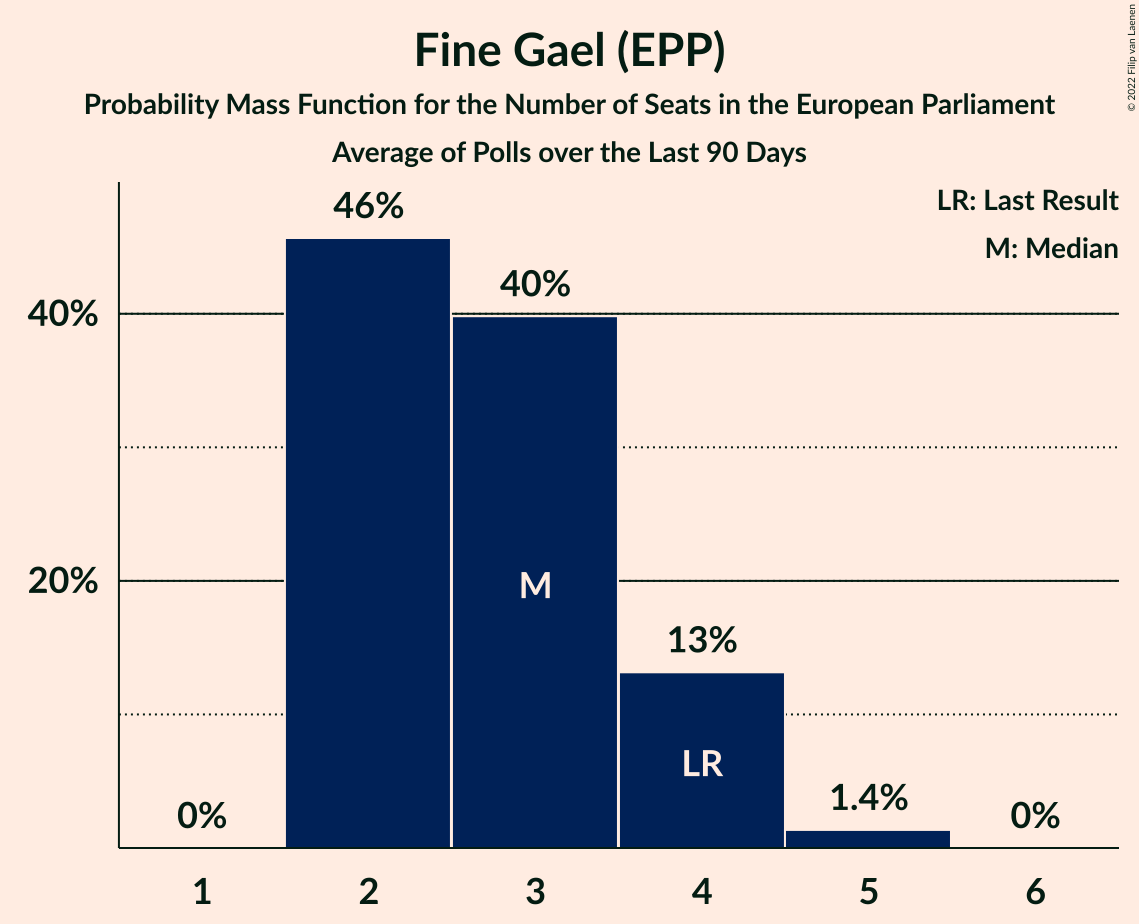 Fine Gael (EPP)
Probability Mass Function for the Number of Seats in the European Parliament
Average of Polls over the Last 90 Days
© 2022 Filip van Laenen
LR: Last Result
M: Median
46%
40%
40%
20%
M
13%
LR
1.4%
0%
0%
1 2 3 4 5 6